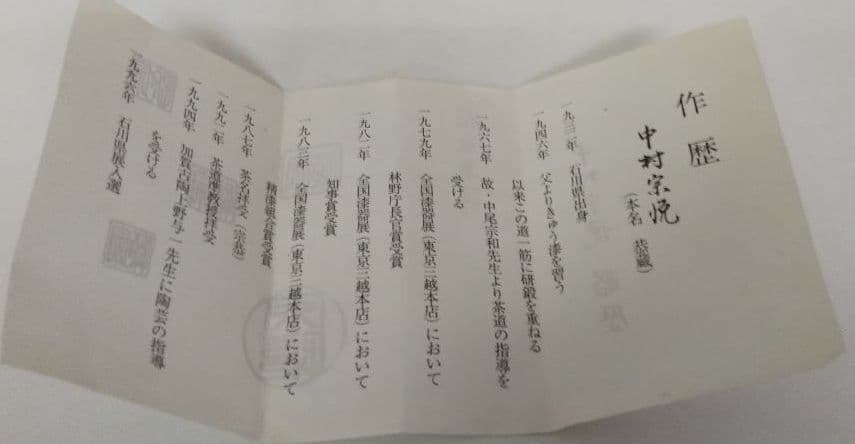 作歴
中村宗悦
(本名 恭蔵)
一九三二年 石川県出身
一九四六年 父よりきゅう漆を習う
以来この道一筋に研鍛を重ねる
一九六七年 故・中尾宗和先生より茶道の指導を
受ける
一九七九年 全国漆器展(東京三越本店)において
林野庁長官賞受賞
一九八二年 全国漆器展(東京三越本店)において
知事賞受賞
一九八三年 全国漆器展(東京三越本店)において
精漆組合賞受賞
一九八七年 茶名拝受(宗恭)
一九九二年 茶道準教授拝受
一九九四年 加賀古陶上野与一先生に陶芸の指導
を受ける
一九九六年 石川県展入選